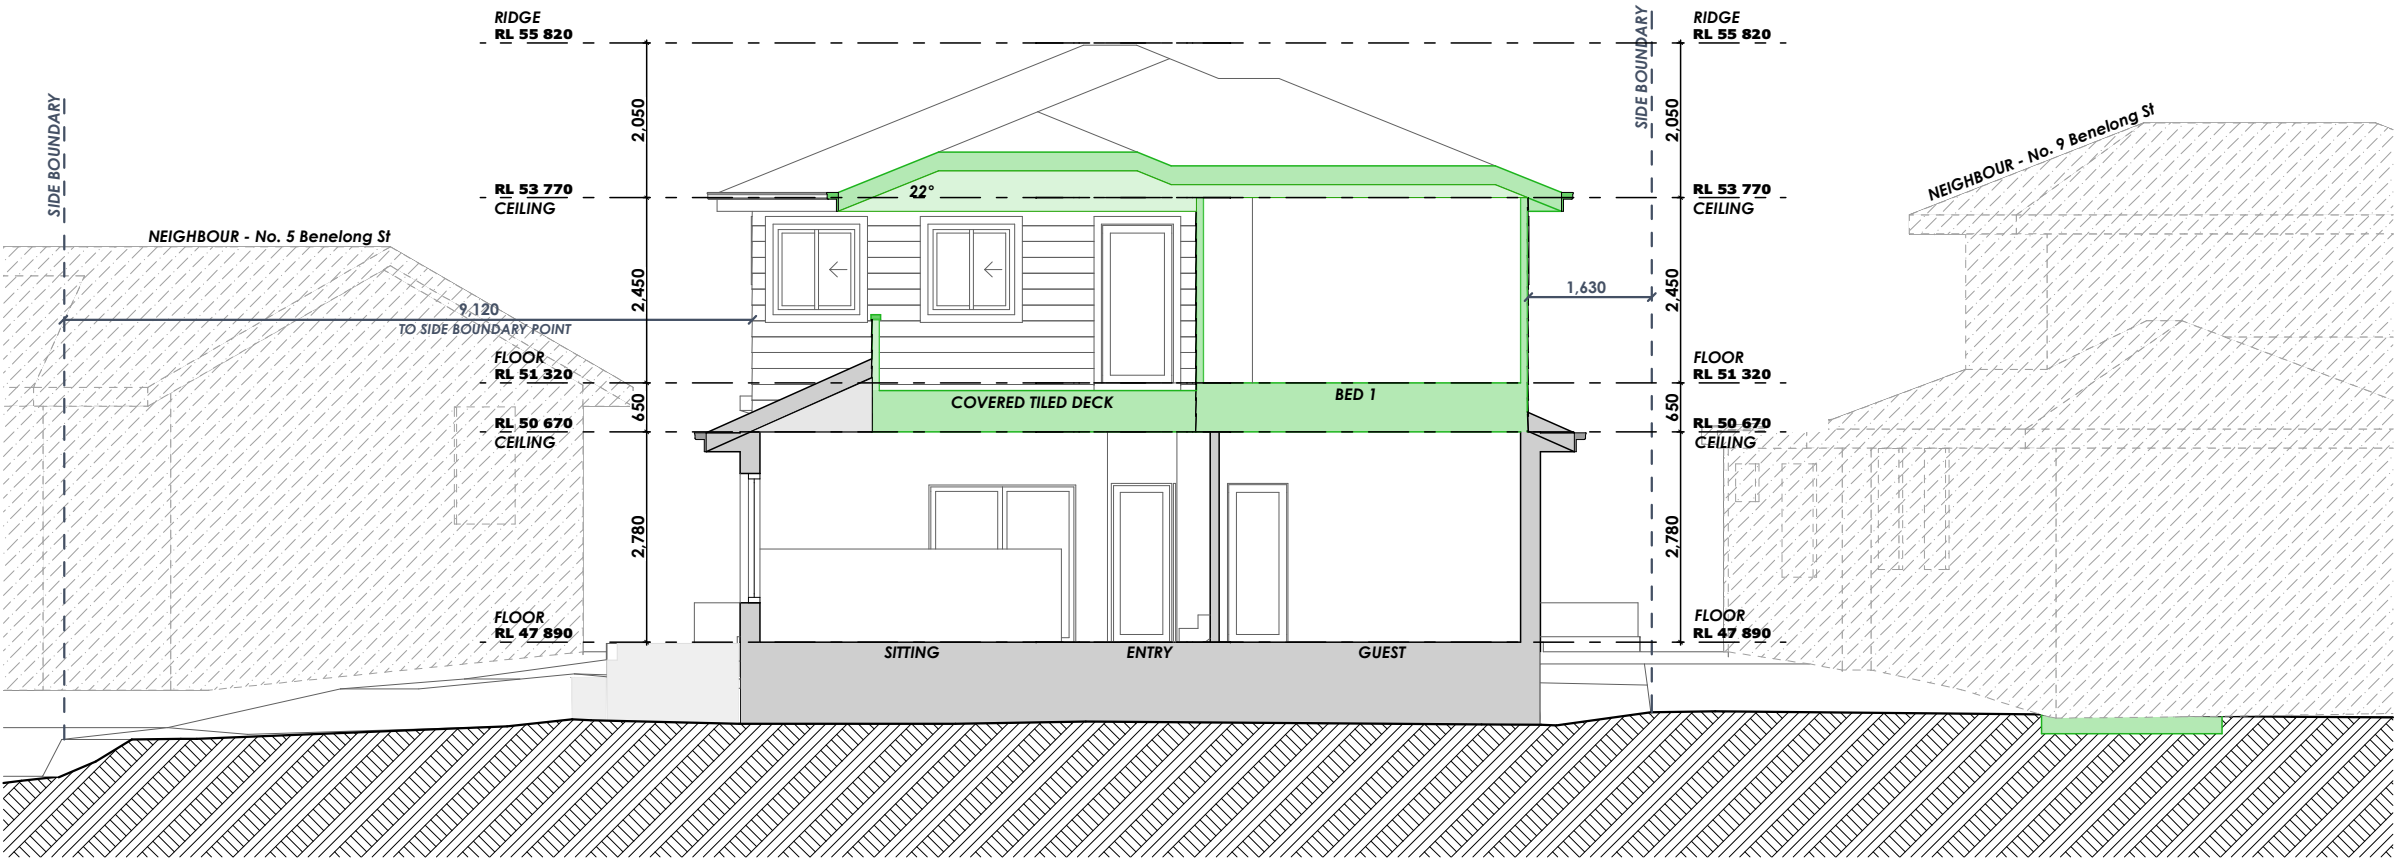 RIDGE
RL 55 820
RIDGE
RL 55 820
SIDE BOUNDARY
SIDE BOUNDARY
2,050
2,050
NEIGHBOUR - No. 9 Benelong St
RL 53 770
CEILING
22°
RL 53 770
CEILING
NEIGHBOUR - No. 5 Benelong St
2,450
2,450
1,630
9,120
TO SIDE BOUNDARY POINT
FLOOR
RL 51 320
FLOOR
RL 51 320
COVERED TILED DECK
BED 1
650
650
RL 50 670
CEILING
RL 50 670
CEILING
2,780
2,780
FLOOR
RL 47 890
FLOOR
RL 47 890
SITTING
ENTRY
GUEST